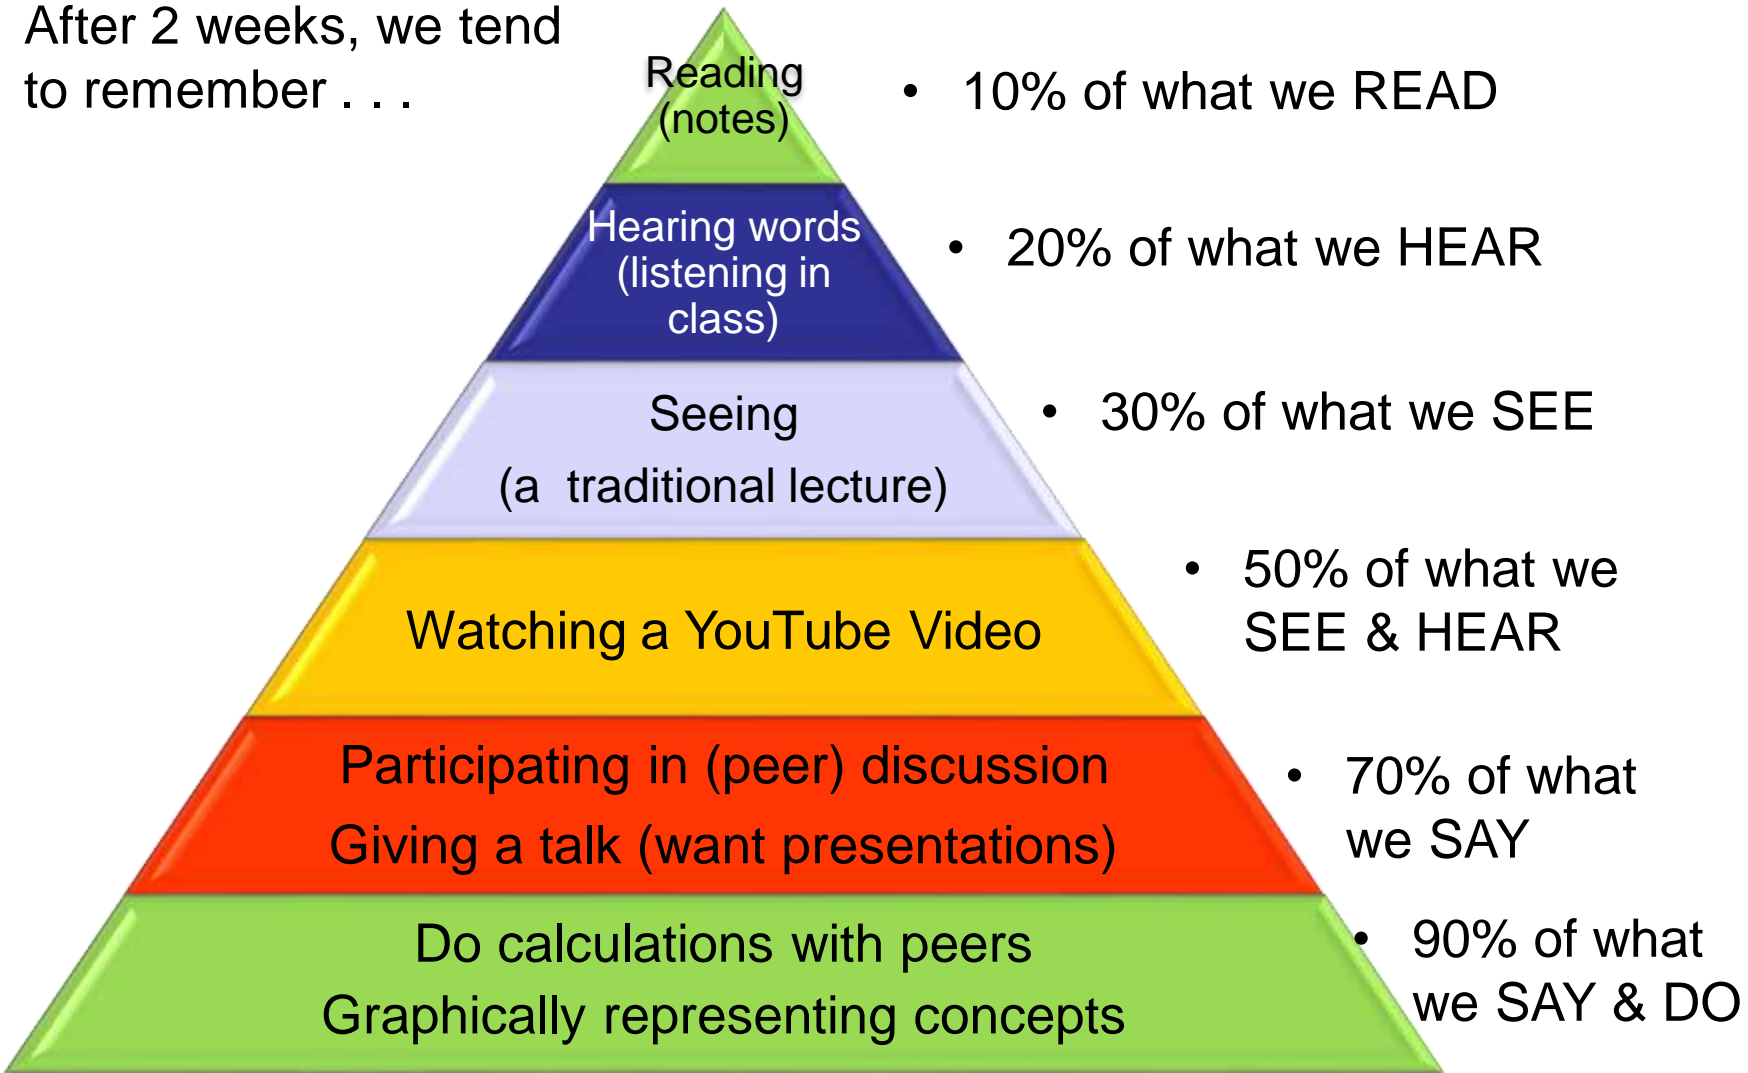 After 2 weeks, we tend
to remember . . .
Reading
(notes)
• 10% of what we READ
Hearing words
(listening in
class)
• 20% of what we HEAR
Seeing
(a traditional lecture)
• 30% of what we SEE
Watching a YouTube Video
• 50% of what we
SEE & HEAR
Participating in (peer) discussion
Giving a talk (want presentations)
• 70% of what
we SAY
Do calculations with peers
Graphically representing concepts
• 90% of what
we SAY & DO